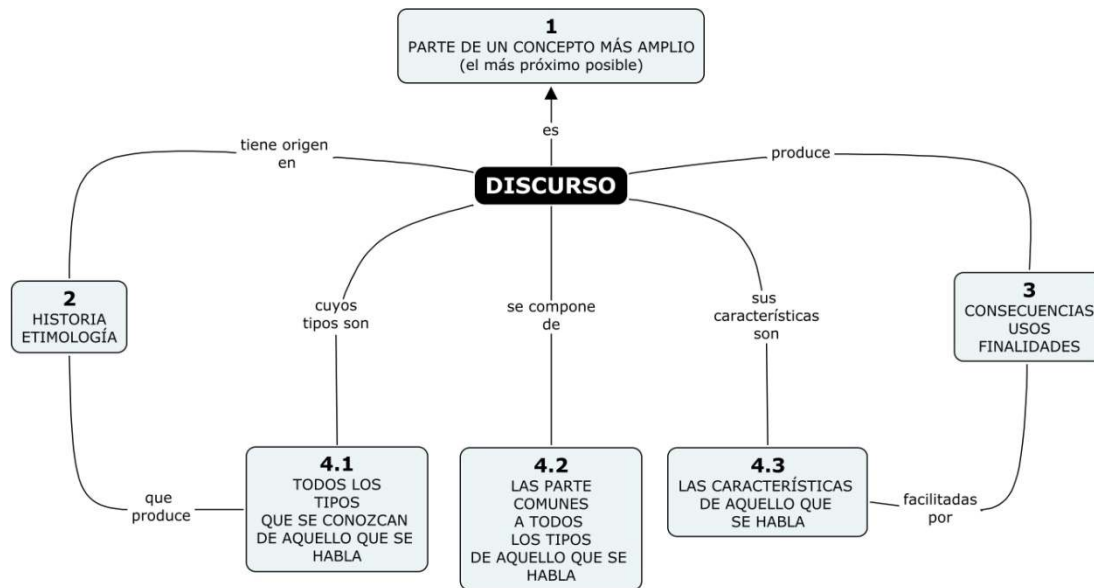 1
PARTE DE UN CONCEPTO MÁS AMPLIO
(el más próximo posible)
es
tiene origen
en
produce
DISCURSO
2
HISTORIA
ETIMOLOGÍA
cuyos
tipos son
se compone
de
sus
características
son
3
CONSECUENCIAS
USOS
FINALIDADES
que
produce
4.1
TODOS LOS
TIPOS
QUE SE CONOZCAN
DE AQUELLO QUE SE
HABLA
4.2
LAS PARTE
COMUNES
A TODOS
LOS TIPOS
DE AQUELLO QUE SE
HABLA
4.3
LAS CARACTERÍSTICAS
DE AQUELLO QUE
SE HABLA
facilitadas
por